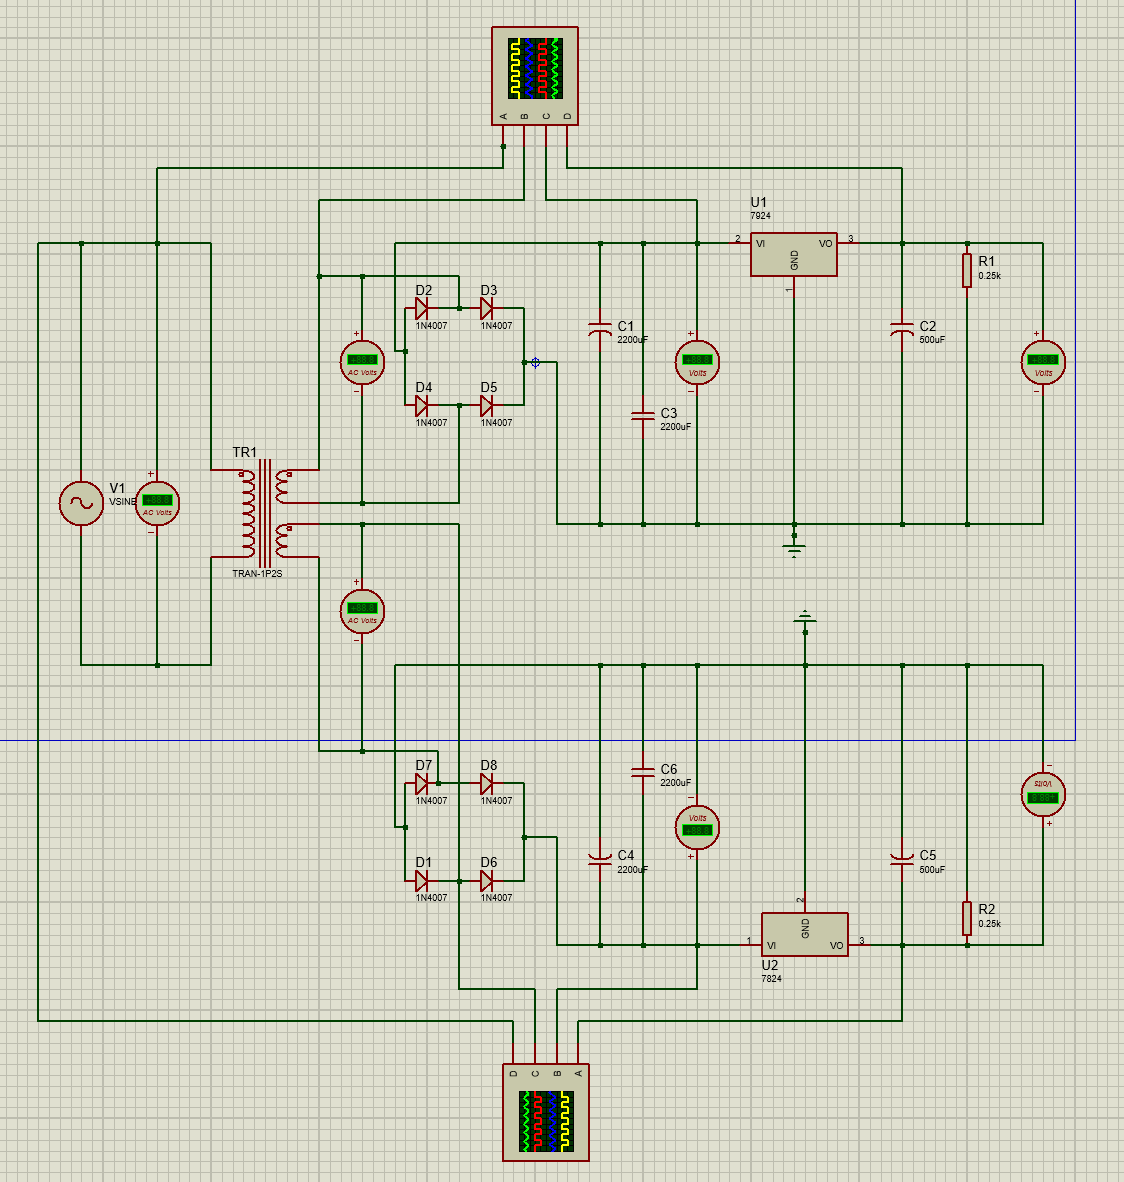 A B C D
U1
7924
2 VI VO 3
GND
1
R1
0.25k
D2 D3
1N4007 1N4007
C1
2200uF
C2
500uF
+
AC Volts
−
+
Volts
−
+
Volts
−
D4 D5
1N4007 1N4007
C3
2200uF
TR1
V1
VSINE
+
AC Volts
−
TRAN-1P2S
+
AC Volts
−
D7 D8
1N4007 1N4007
C6
2200uF
−
Volts
+
−
Volts
+
D1 D6
1N4007 1N4007
C4
2200uF
C5
500uF
2
GND
1 VI VO 3
U2
7824
R2
0.25k
D C B A